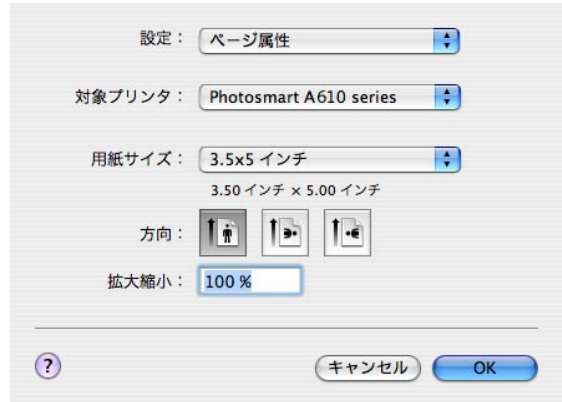 設定： ページ属性
対象プリンタ： Photosmart A610 series
用紙サイズ： 3.5x5 インチ
3.50 インチ × 5.00 インチ
方向：
拡大縮小： 100 %
? キャンセル OK